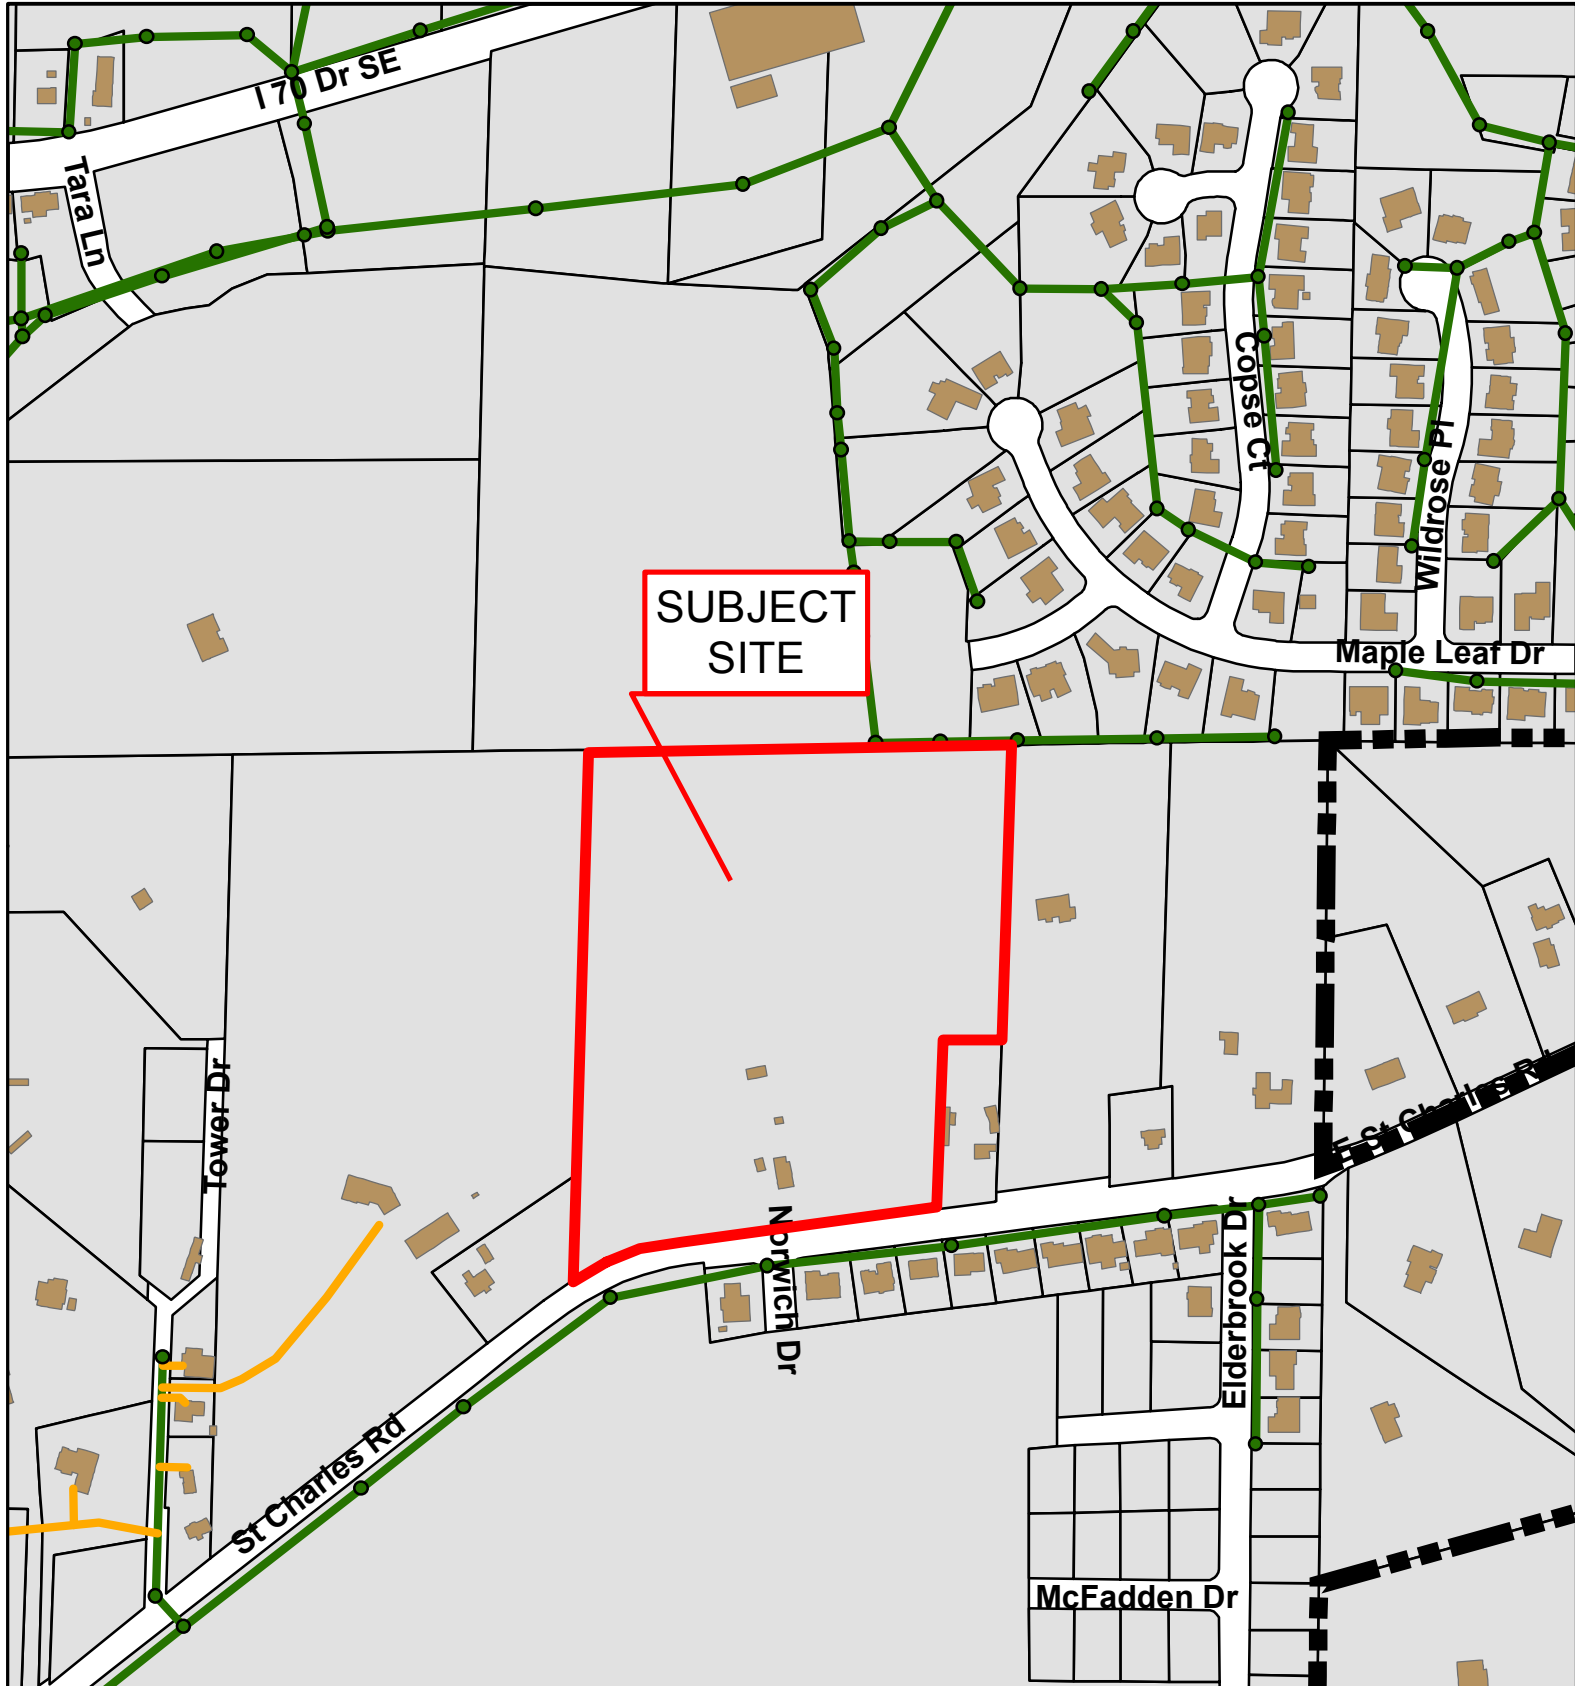 I 70 Dr SE
Tara Ln
Copse Ct
Wildrose Pl
SUBJECT
SITE
Maple Leaf Dr
Tower Dr
E St Charles Rd
Norwich Dr
Elderbrook Dr
St Charles Rd
McFadden Dr